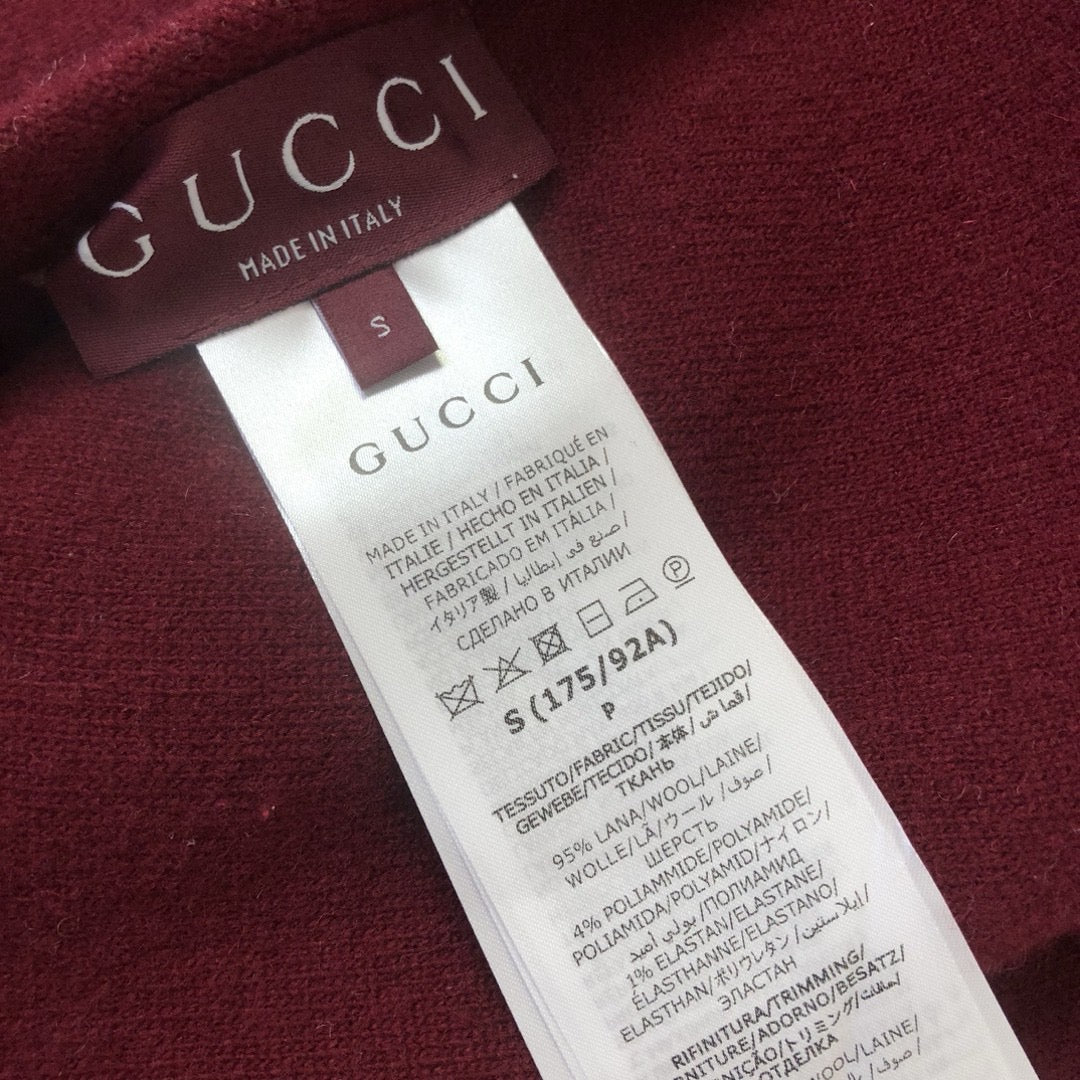 GUCCI
MADE IN ITALY
S
GUCCI
MADE IN ITALY / FABRIQUÉ EN
ITALIE / HECHO EN ITALIA /
HERGESTELLT IN ITALIEN /
FABRICADO EM ITALIA /
イタリア製 / صنع في إيطاليا /
СДЕЛАНО В ИТАЛИИ
P
S(175/92A)
P
TESSUTO/FABRIC/TISSU/TEJIDO/
GEWEBE/TECIDO/本体/ قماش /
ТКАНЬ
95% LANA/WOOL/LAINE/
WOLLE/LÃ/ウール / صوف /
ШЕРСТЬ
4% POLIAMMIDE/POLYAMIDE/
POLIAMIDA/POLYAMID/ナイロン/
بولي أميد /ПОЛИАМИД
1% ELASTAN/ELASTANE/
ÉLASTHANNE/ELASTANO/
ELASTHAN/ポリウレタン / إيلاستين /
ЭЛАСТАН
RIFINITURA/TRIMMING/
RNITURE/ADORNO/BESATZ/
NIÇÃO/トリミング/
ОТДЕЛКА
WOOL/LAINE/
صوف /